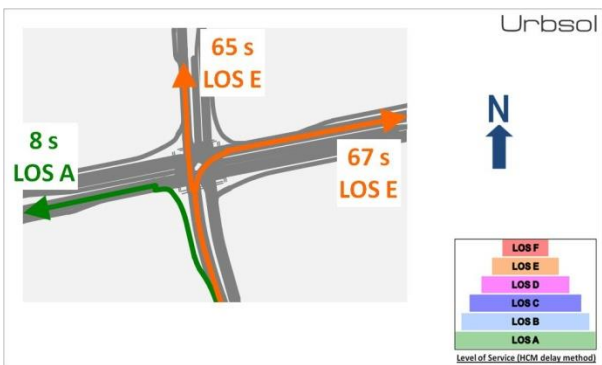 Urbsol
65 s
LOS E
8 s
LOS A
67 s
LOS E
N
LOS F
LOS E
LOS D
LOS C
LOS B
LOS A
Level of Service (HCM delay method)